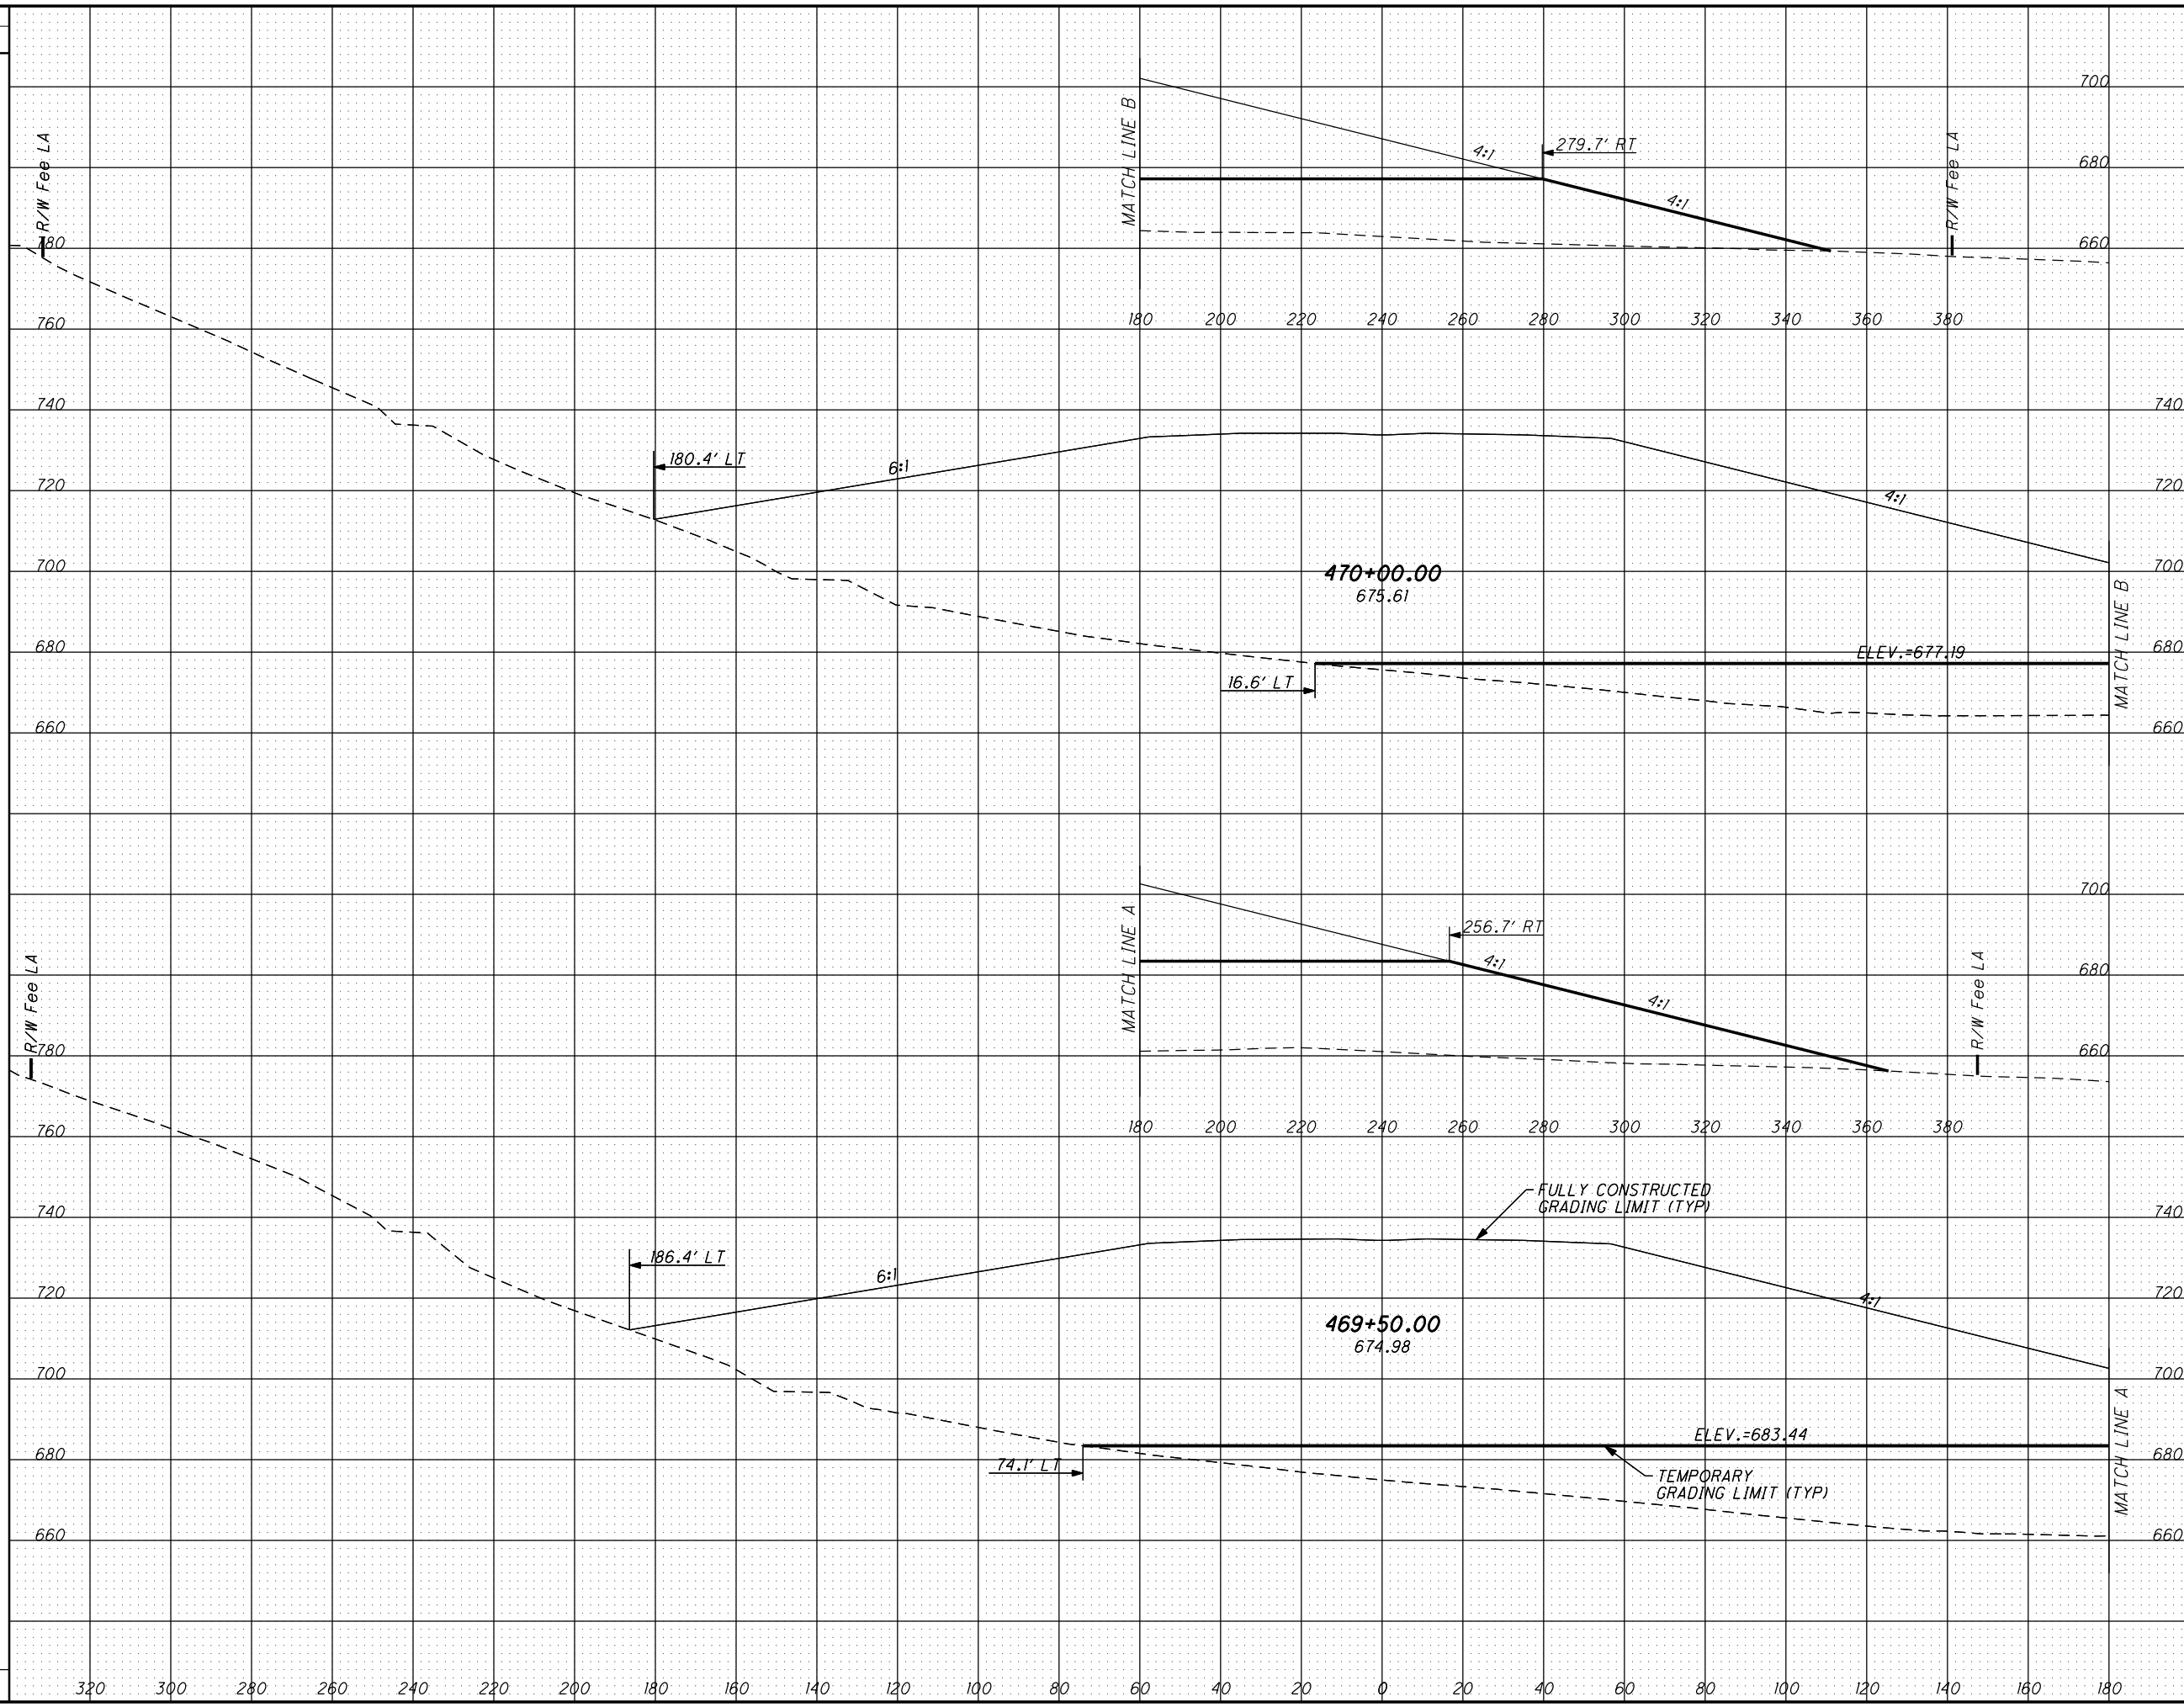 700
MATCH LINE B
279.7' RT
4:1
680
R/W Fee LA
R/W Fee LA
4:1
780
660
760
180 200 220 240 260 280 300 320 340 360 380
740
740
180.4' LT
6:1
720
4:1
720
700
470+00.00
700
675.61
MATCH LINE B
680
ELEV.=677.19
680
16.6' LT
660
660
700
MATCH LINE A
256.7' RT
4:1
680
R/W Fee LA
R/W Fee LA
4:1
780
660
760
180 200 220 240 260 280 300 320 340 360 380
FULLY CONSTRUCTED
GRADING LIMIT (TYP)
740
740
186.4' LT
6:1
720
4:1
720
469+50.00
674.98
700
700
MATCH LINE A
ELEV.=683.44
680
680
74.1' LT
TEMPORARY
GRADING LIMIT (TYP)
660
660
320 300 280 260 240 220 200 180 160 140 120 100 80 60 40 20 0 20 40 60 80 100 120 140 160 180